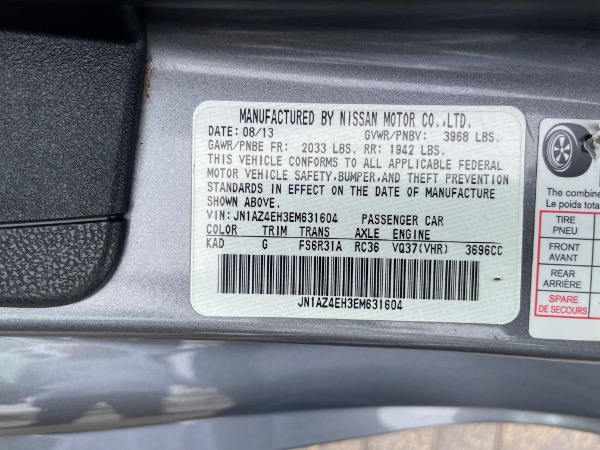 MANUFACTURED BY NISSAN MOTOR CO.,LTD.
DATE: 08/13 GVWR/PNBV: 3968 LBS.
GAWR/PNBE FR: 2033 LBS. RR: 1942 LBS.
THIS VEHICLE CONFORMS TO ALL APPLICABLE FEDERAL
MOTOR VEHICLE SAFETY,BUMPER,AND THEFT PREVENTION
STANDARDS IN EFFECT ON THE DATE OF MANUFACTURE
SHOWN ABOVE.
VIN: JN1AZ4EH3EM631604 PASSENGER CAR
COLOR TRIM TRANS AXLE ENGINE
KAD G FS6R31A RC36 VQ37(VHR) 3696CC
JN1AZ4EH3EM631604
The combine
Le poids tota
TIRE
PNEU
FRONT
AVANT
REAR
ARRIÈRE
SPARE
DE SECOURS